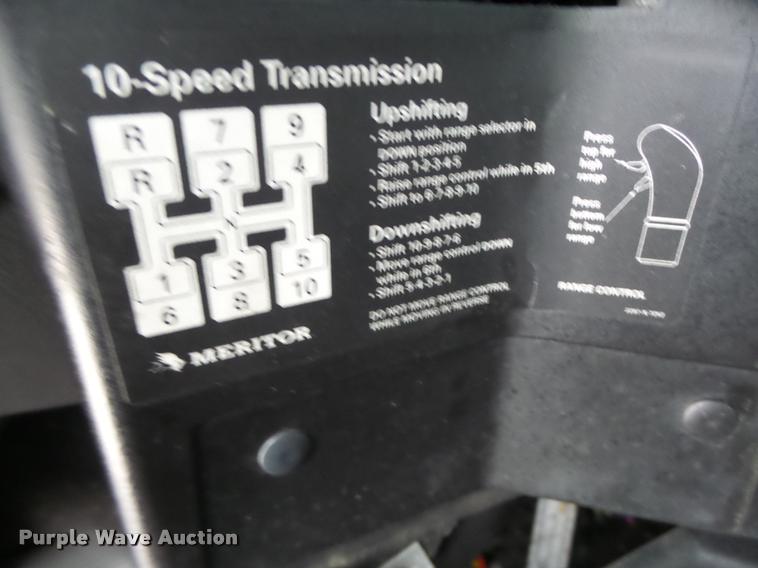 10-Speed Transmission
R 7 9
R 2 4
N
1 3 5
6 8 10
MERITOR
Upshifting
- Start with range selector in
DOWN position
- Shift 1-2-3-4-5
- Raise range control while in 5th
- Shift to 6-7-8-9-10
Downshifting
- Shift 10-9-8-7-6
- Move range control DOWN
while in 6th
- Shift 5-4-3-2-1
DO NOT MOVE RANGE CONTROL
WHILE MOVING IN REVERSE
Press
top for
high
range
Press
bottom
for low
range
RANGE CONTROL
Purple Wave Auction